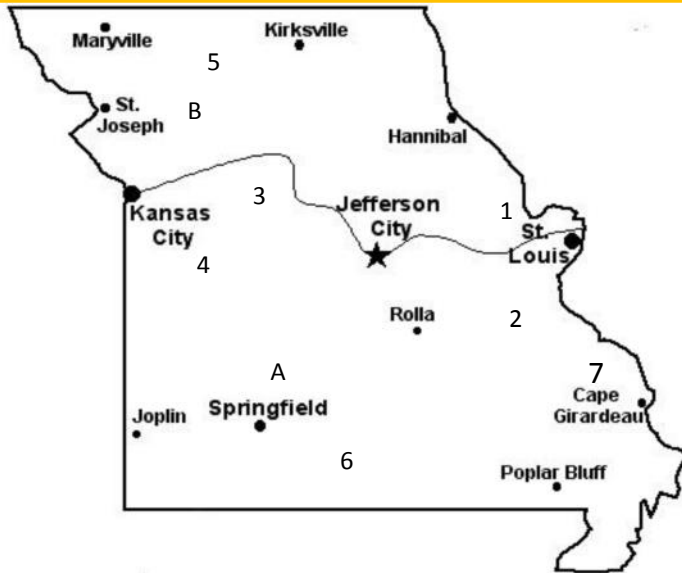 Maryville
Kirksville
5
St.
Joseph
B
Hannibal
3
Kansas
City
Jefferson
City
1
St.
Louis
4
Rolla
2
A
7
Cape
Girardeau
Joplin
Springfield
6
Poplar Bluff